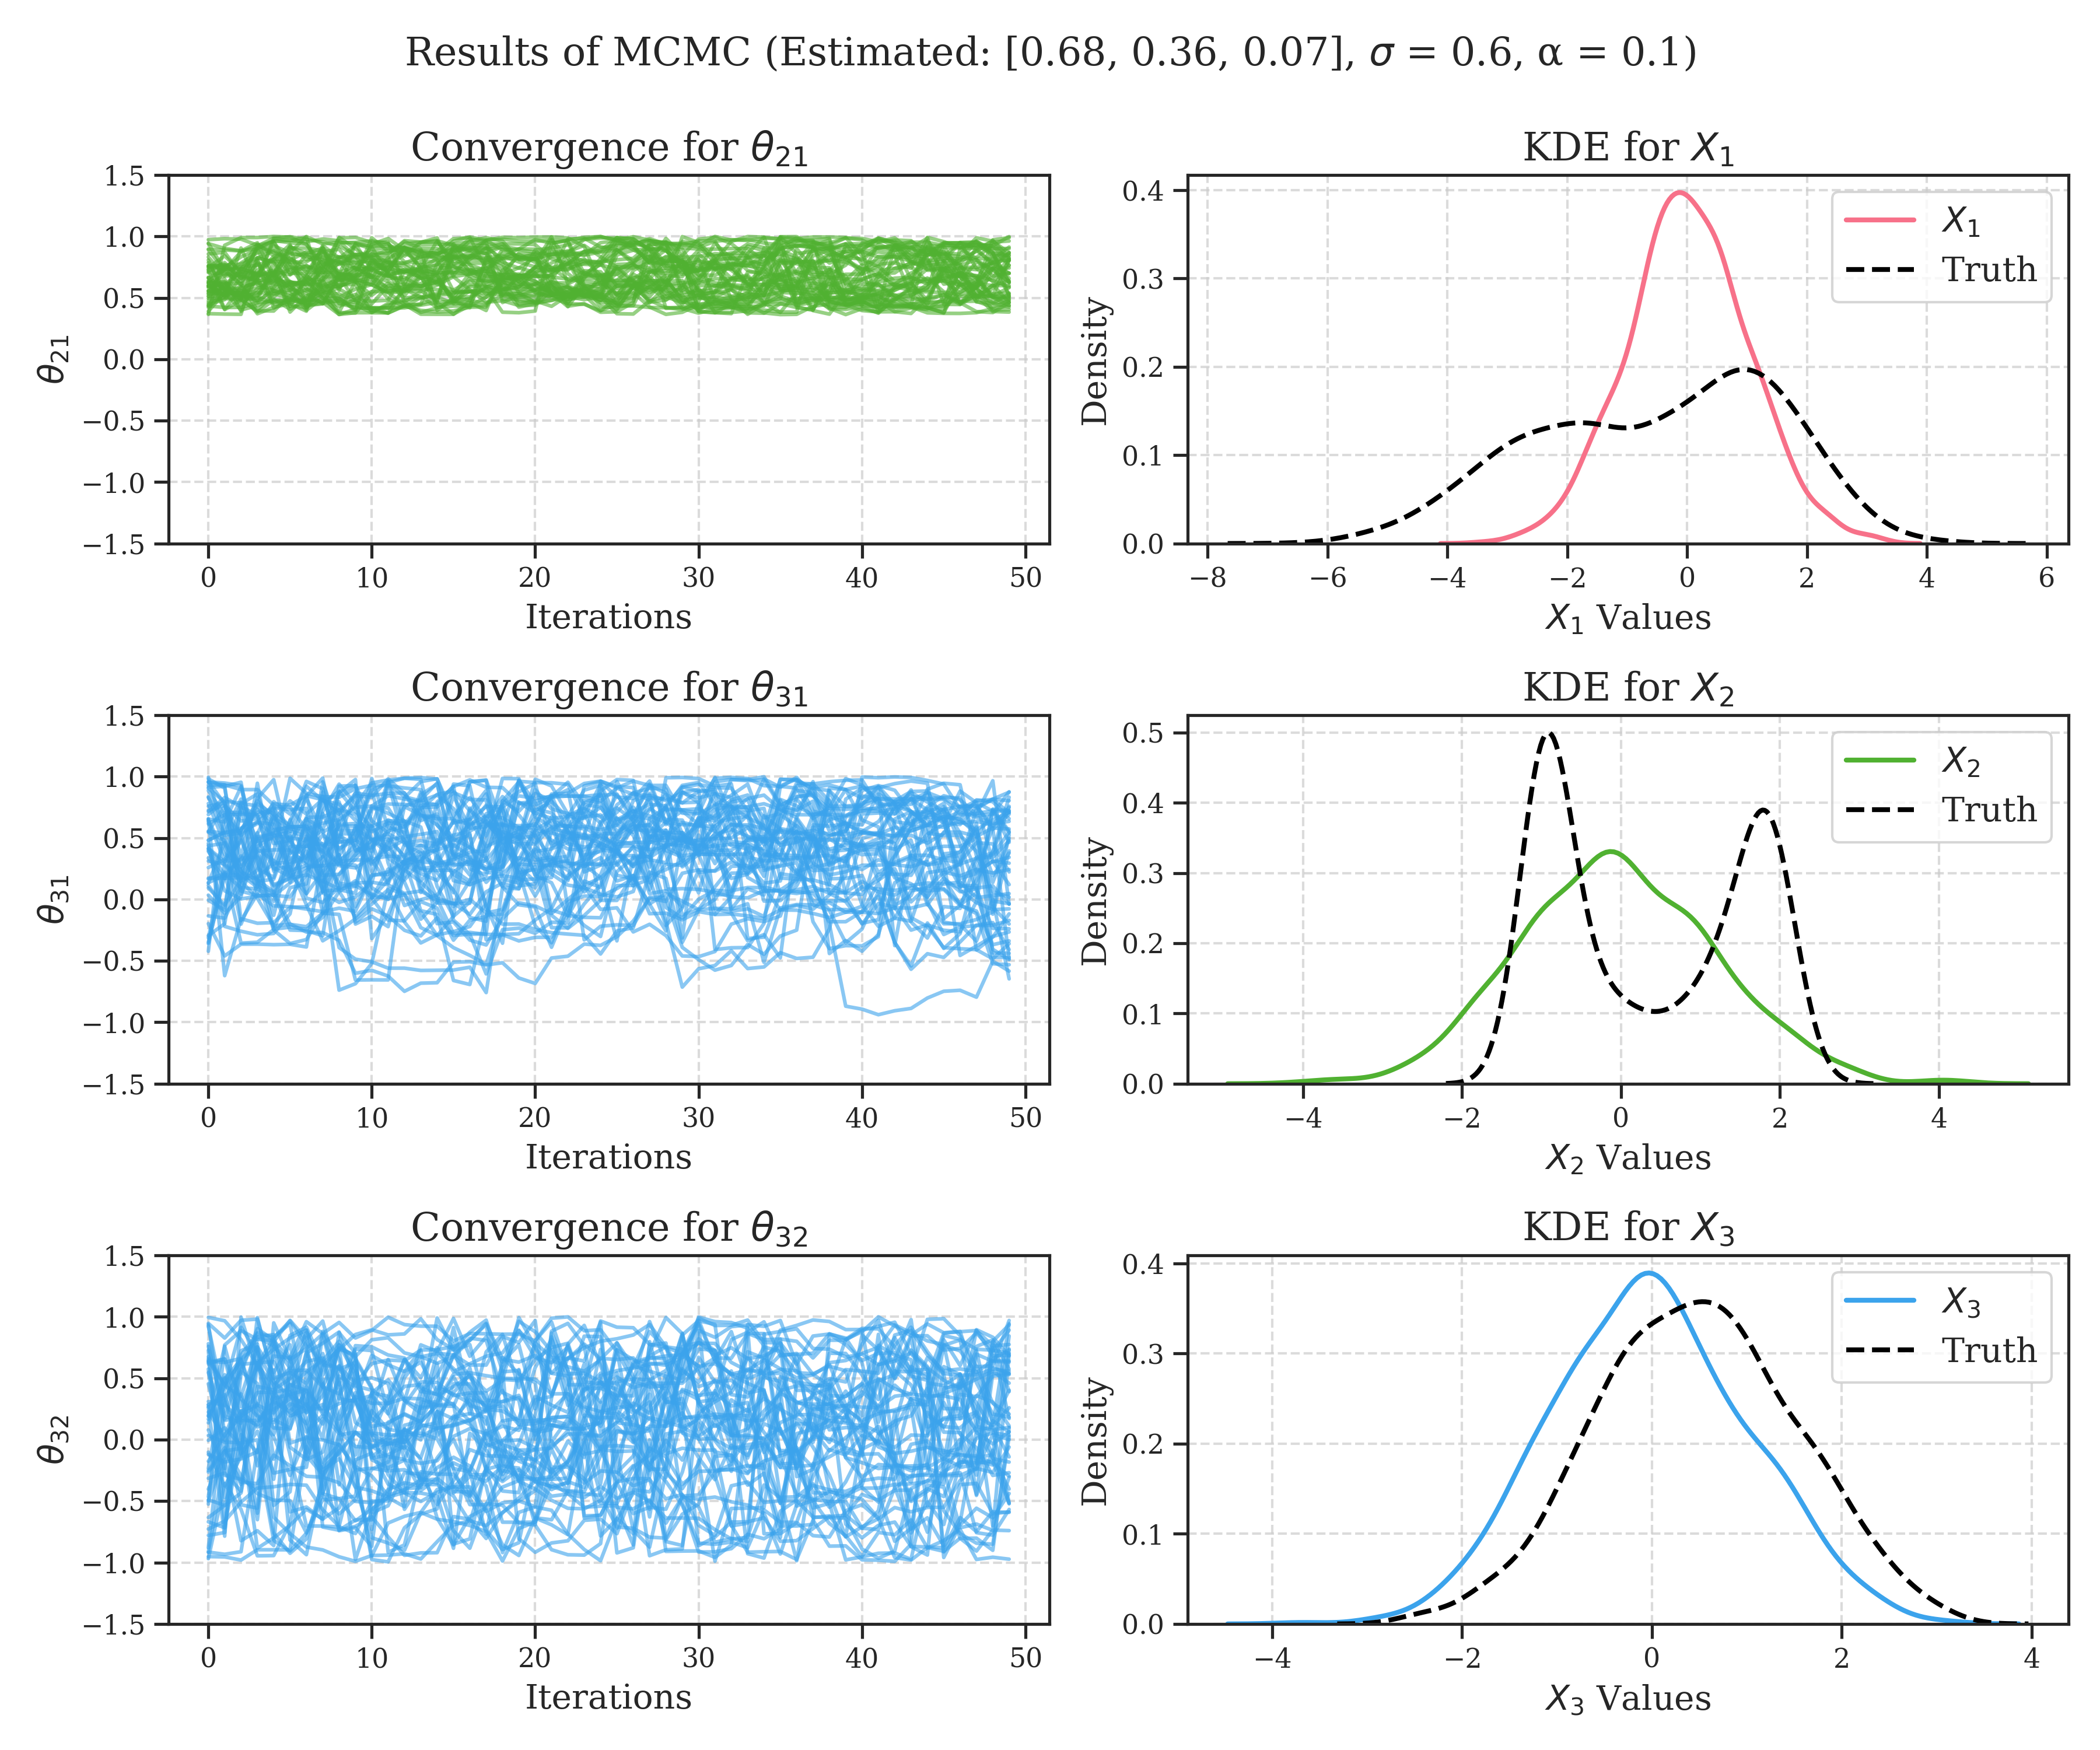 Results of MCMC (Estimated: [0.68, 0.36, 0.07], σ = 0.6, α = 0.1)
Convergence for θ21
1.5
1.0
0.5
0.0
−0.5
−1.0
−1.5
θ21
0 10 20 30 40 50
Iterations
KDE for X1
0.4
0.3
0.2
0.1
0.0
Density
X1
Truth
−8 −6 −4 −2 0 2 4 6
X1 Values
Convergence for θ31
1.5
1.0
0.5
0.0
−0.5
−1.0
−1.5
θ31
0 10 20 30 40 50
Iterations
KDE for X2
0.5
0.4
0.3
0.2
0.1
0.0
Density
X2
Truth
−4 −2 0 2 4
X2 Values
Convergence for θ32
1.5
1.0
0.5
0.0
−0.5
−1.0
−1.5
θ32
0 10 20 30 40 50
Iterations
KDE for X3
0.4
0.3
0.2
0.1
0.0
Density
X3
Truth
−4 −2 0 2 4
X3 Values